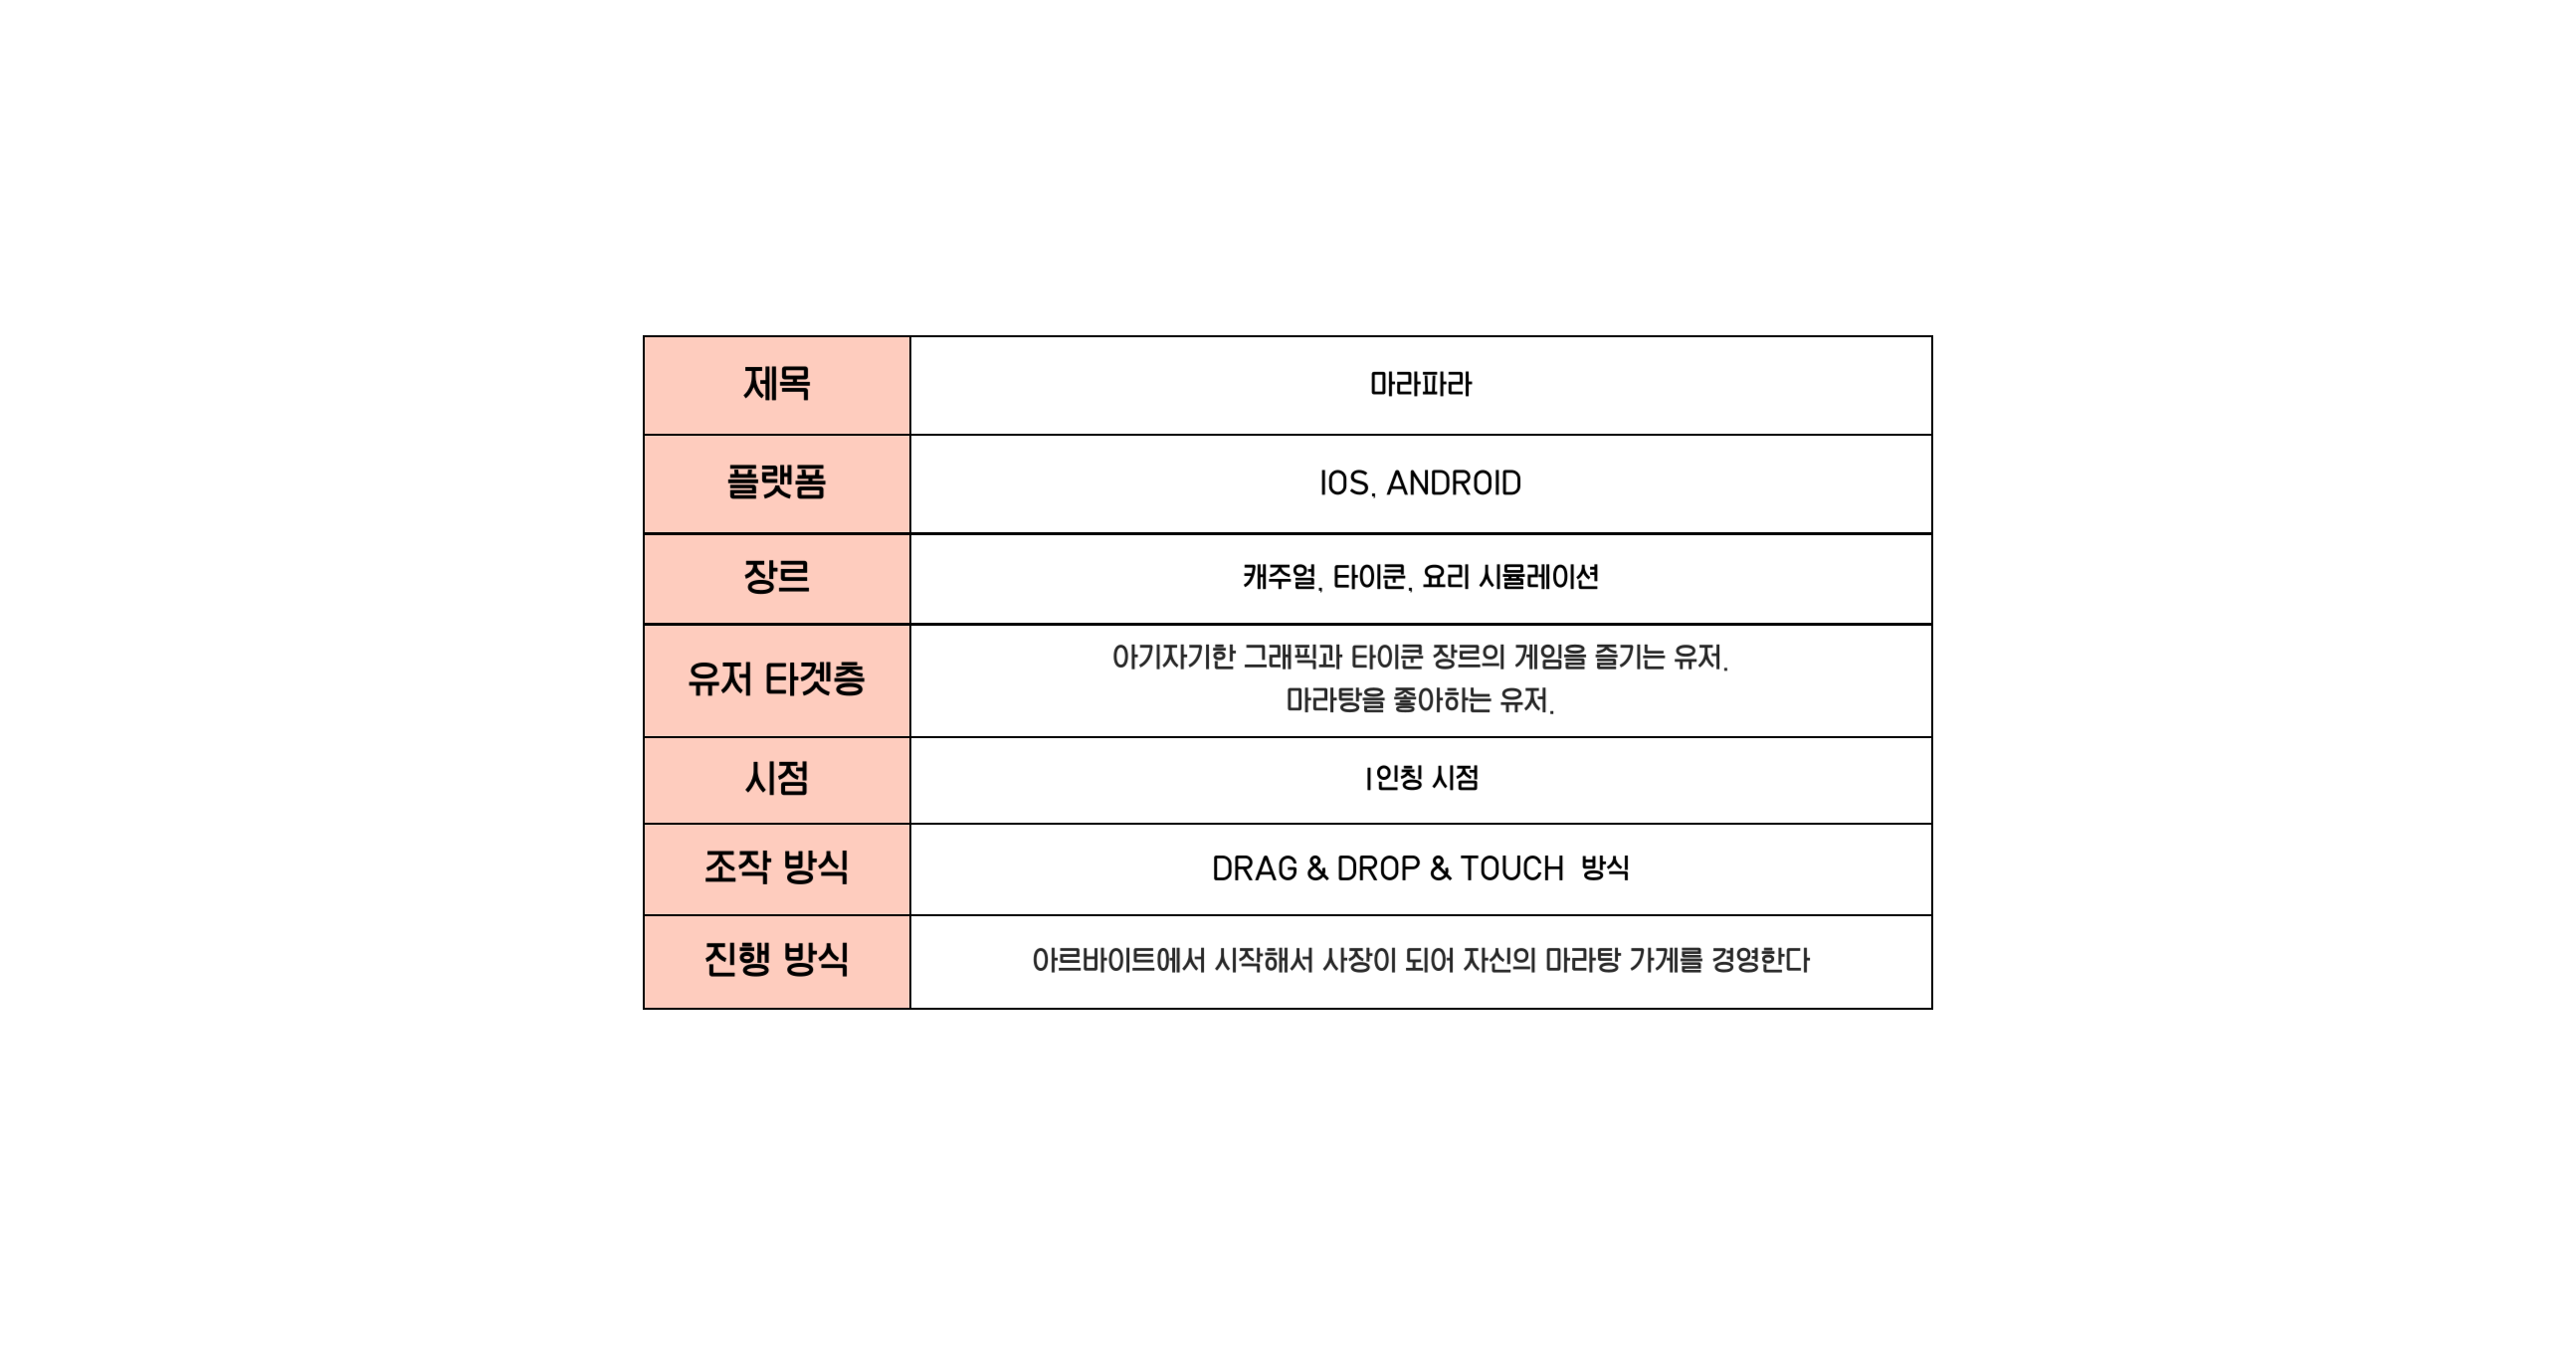 제목
마라파라
플랫폼
IOS, ANDROID
장르
캐주얼, 타이쿤, 요리 시뮬레이션
유저 타겟층
아기자기한 그래픽과 타이쿤 장르의 게임을 즐기는 유저.
마라탕을 좋아하는 유저.
시점
1인칭 시점
조작 방식
DRAG & DROP & TOUCH 방식
진행 방식
아르바이트에서 시작해서 사장이 되어 자신의 마라탕 가게를 경영한다